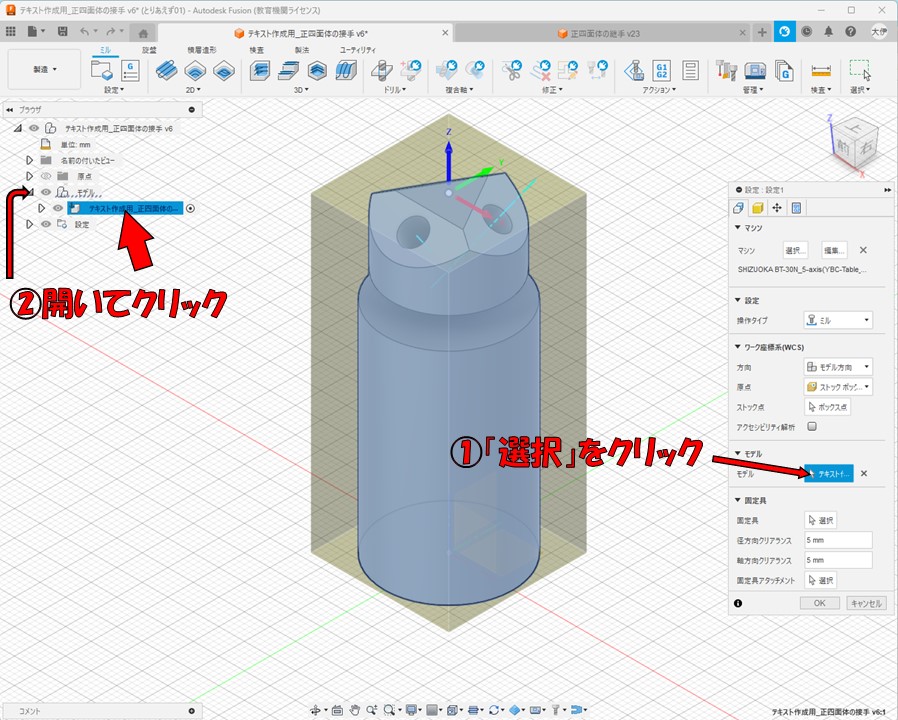 テキスト作成用_正四面体の接手 v6* (とりあえず01) - Autodesk Fusion (教育機関ライセンス)
テキスト作成用_正四面体の接手 v6*
正四面体の継手 v23
大伊
ミル 設盤 積層造形 検査 製法 ユーティリティ
製造
G1 G2
設定 2D 3D ドリル 複合軸 修正 アクション 管理 検査 選択
ブラウザ
テキスト作成用_正四面体の接手 v6
単位: mm
名前の付いたビュー
原点
モデル
テキスト作成用_正四面体の...
設定
②開いてクリック
Z
Y
Z
上
前 右
X
設定 : 設定1
マシン
マシン 選択... 編集...
SHIZUOKA BT-30N_5-axis(YBC-Table_...
設定
操作タイプ ミル
ワーク座標系(WCS)
方向 モデル方向
原点 ストック ボック...
ストック点 ボックス点
アクセシビリティ解析
①「選択」をクリック
モデル
モデル テキスト作...
固定具
固定具 選択
径方向クリアランス 5 mm
軸方向クリアランス 5 mm
固定具アタッチメント 選択
OK キャンセル
コメント
テキスト作成用_正四面体の接手 v6:1